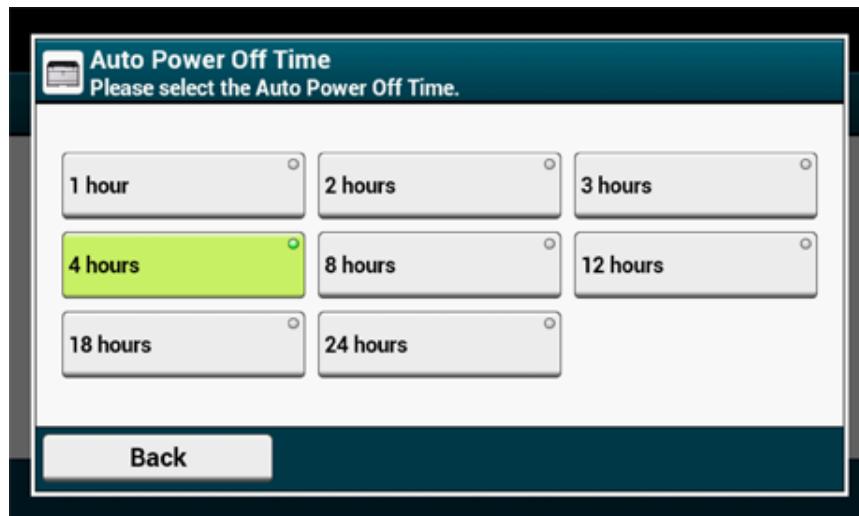 Auto Power Off Time
Please select the Auto Power Off Time.
1 hour
2 hours
3 hours
4 hours
8 hours
12 hours
18 hours
24 hours
Back